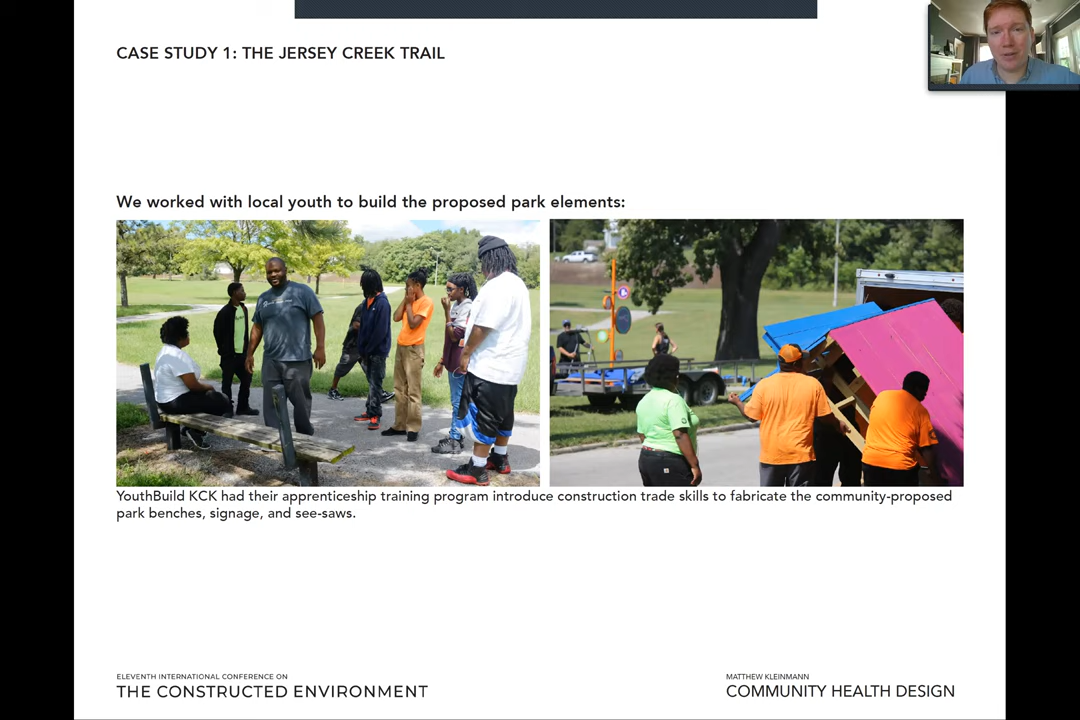 CASE STUDY 1: THE JERSEY CREEK TRAIL
We worked with local youth to build the proposed park elements:
YouthBuild KCK had their apprenticeship training program introduce construction trade skills to fabricate the community-proposed
park benches, signage, and see-saws.
ELEVENTH INTERNATIONAL CONFERENCE ON
THE CONSTRUCTED ENVIRONMENT
MATTHEW KLEINMANN
COMMUNITY HEALTH DESIGN